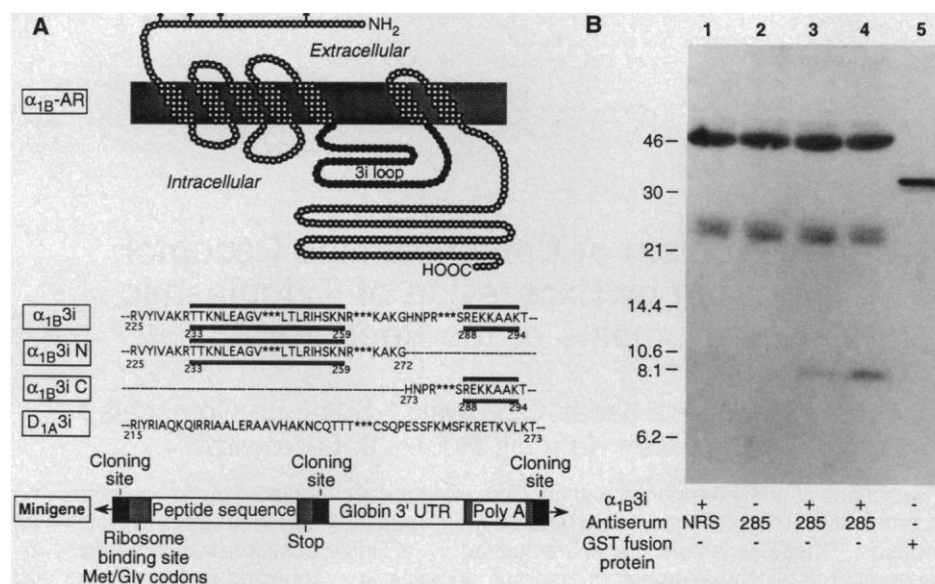 A
NH2
Extracellular
α1B-AR
3i loop
Intracellular
HOOC
α1B3i
--RVYIVAKRTTKNLEAGV***LTLRIHSKNR***KAKGHNPR***SREKKAAKT--
225 233 259 288 294
α1B3i N
--RVYIVAKRTTKNLEAGV***LTLRIHSKNR***KAKG--------------------
225 233 259 272
α1B3i C
------------------------------------HNPR***SREKKAAKT--
273 288 294
D1A3i
--RIYRIAQKQIRRIAALERAAVHAKNCQTTT***CSQPESSFKMSFKRETKVLKT--
215 273
Cloning site
Cloning site
Cloning site
Minigene
Peptide sequence
Globin 3' UTR
Poly A
Ribosome binding site
Met/Gly codons
Stop
B
1 2 3 4 5
46
30
21
14.4
10.6
8.1
6.2
α1B3i + + +
Antiserum NRS 285 285 285
GST fusion protein +